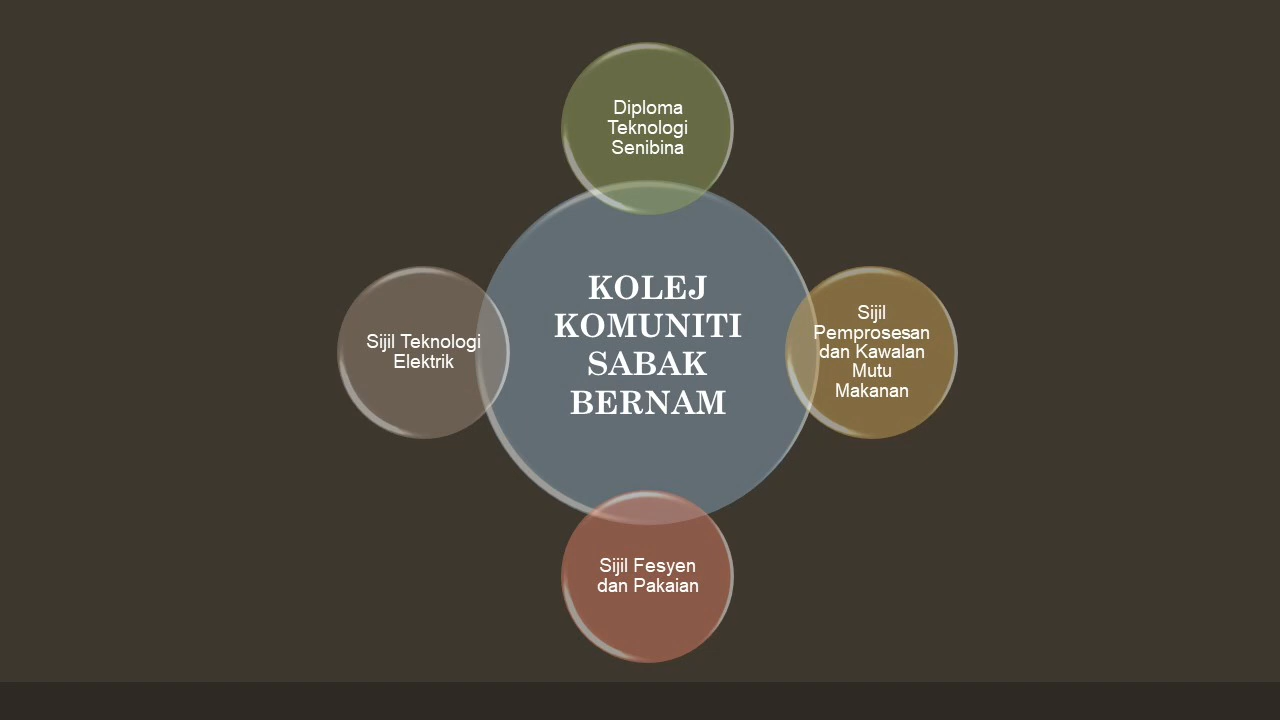 Diploma
Teknologi
Senibina
KOLEJ
KOMUNITI
SABAK
BERNAM
Sijil Teknologi
Elektrik
Sijil
Pemprosesan
dan Kawalan
Mutu
Makanan
Sijil Fesyen
dan Pakaian